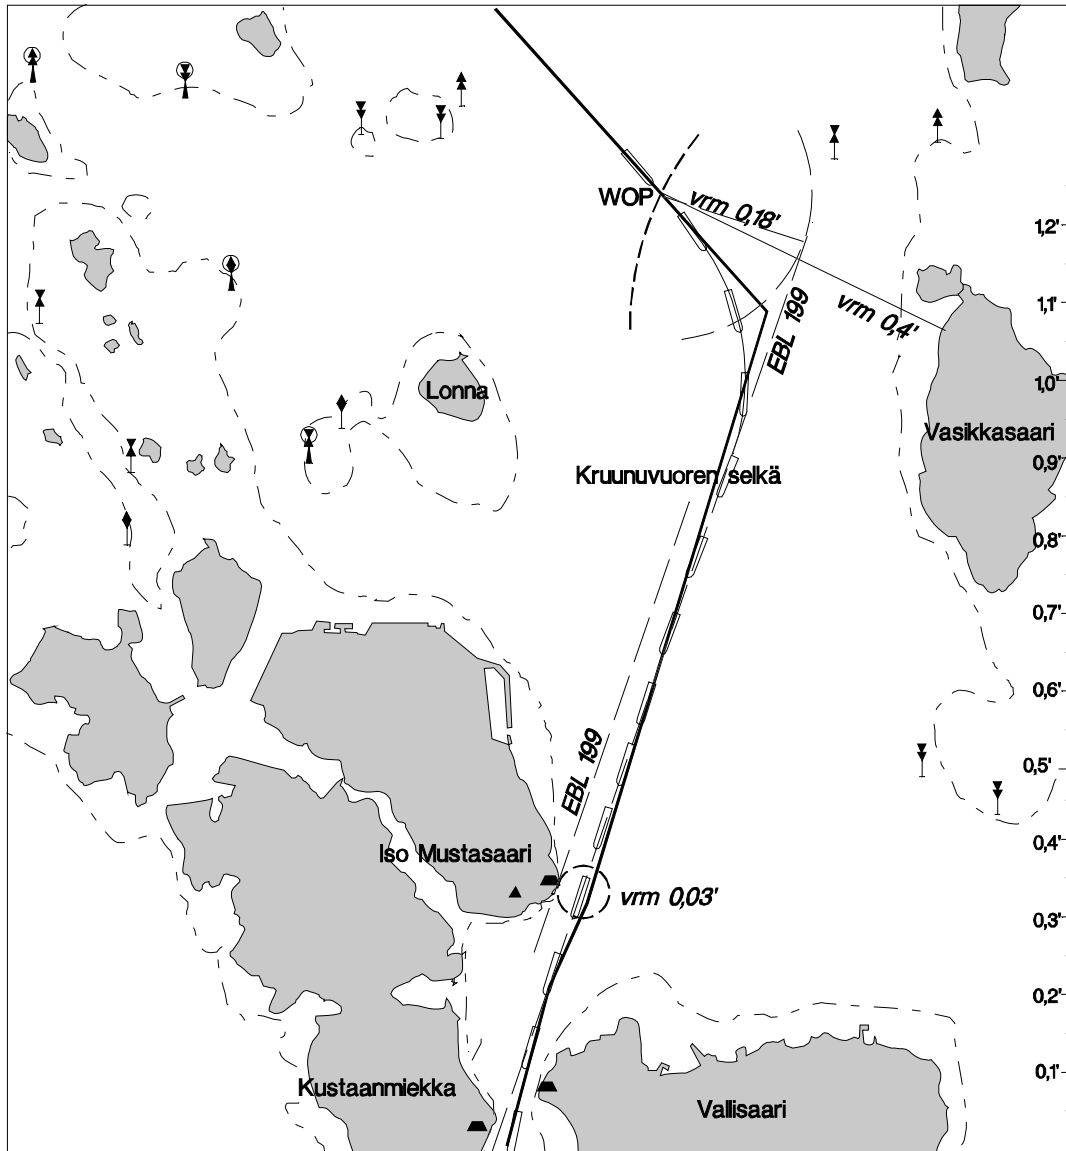 WOP
vrm 0,18'
1,2'
vrm 0,4'
1,1'
EBL 199
Lonna
1,0'
Vasikkasaari
0,9'
Kruunuvuoren selkä
0,8'
0,7'
0,6'
EBL 199
0,5'
0,4'
Iso Mustasaari
vrm 0,03'
0,3'
0,2'
0,1'
Kustaanmiekka
Vallisaari